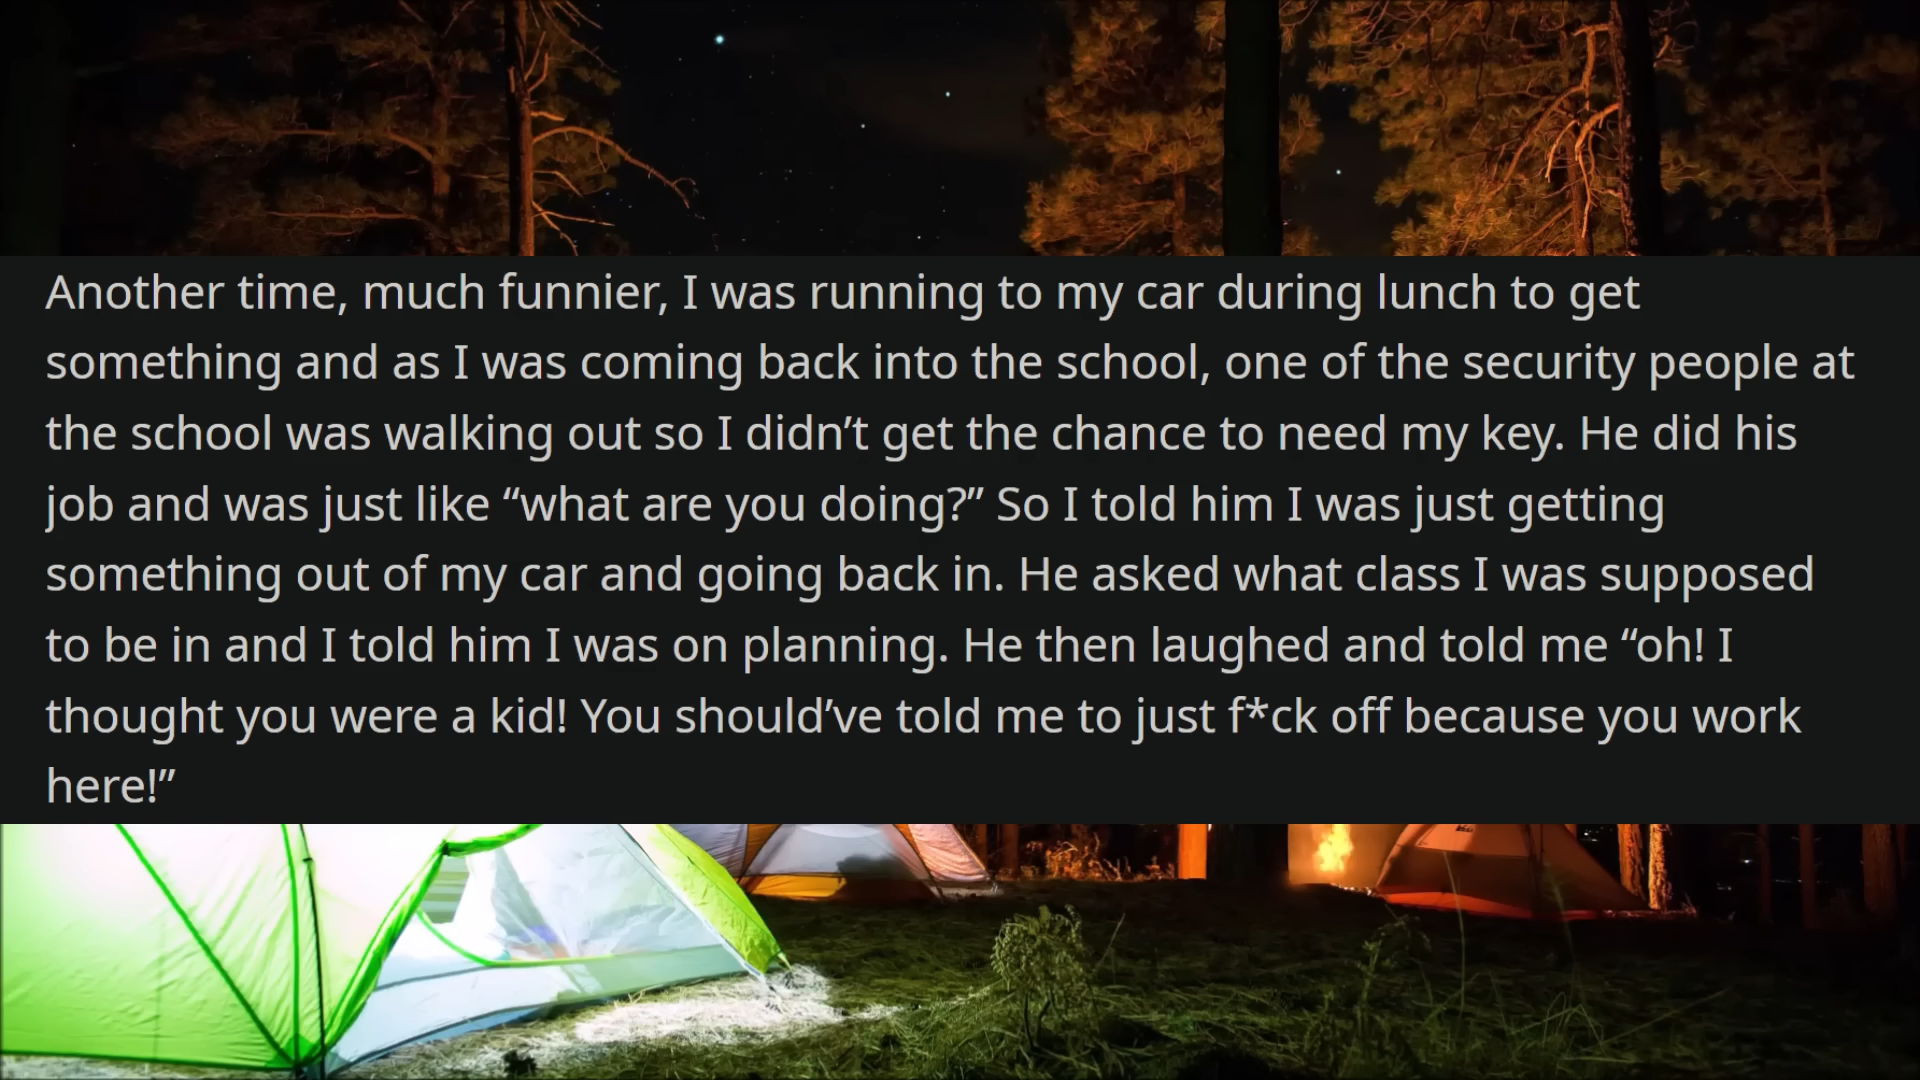 Another time, much funnier, I was running to my car during lunch to get
something and as I was coming back into the school, one of the security people at
the school was walking out so I didn’t get the chance to need my key. He did his
job and was just like “what are you doing?” So I told him I was just getting
something out of my car and going back in. He asked what class I was supposed
to be in and I told him I was on planning. He then laughed and told me “oh! I
thought you were a kid! You should’ve told me to just f*ck off because you work
here!”